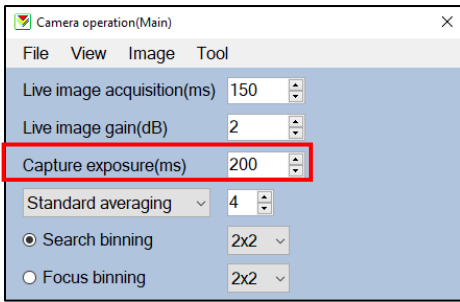 Camera operation(Main)
File View Image Tool
Live image acquisition(ms) 150
Live image gain(dB) 2
Capture exposure(ms) 200
Standard averaging 4
Search binning 2x2
Focus binning 2x2